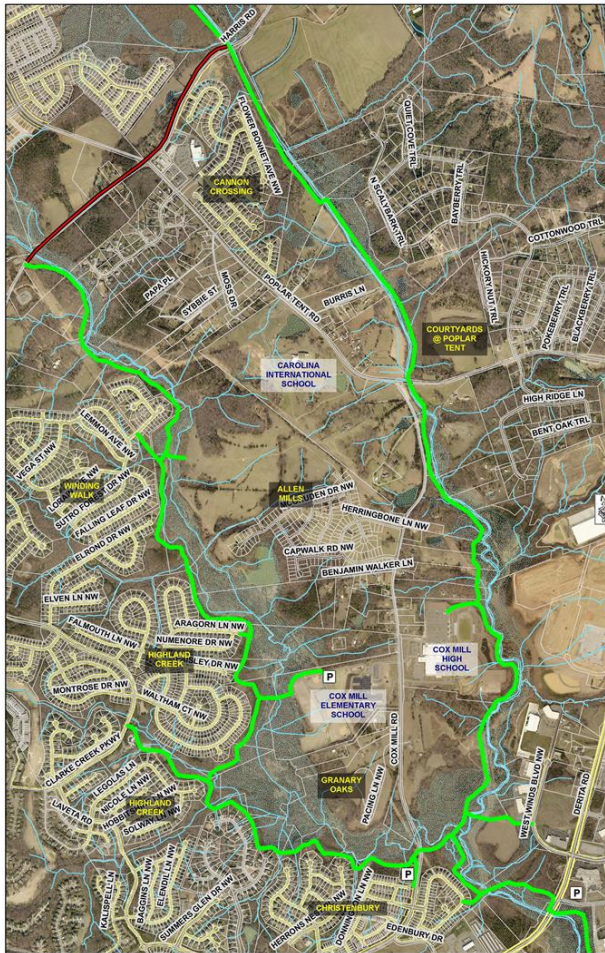 HARRIS RD
FLOWER BONNET AVE NW
CANNON
CROSSING
QUIET COVE TRL
N SCALYBARK TRL
BAYBERRY TRL
COTTONWOOD TRL
HICKORY NUT TRL
POKEBERRY TRL
BLACKBERRY TRL
PAPA PL
SYBBIE ST
MOSS DR
POPLAR TENT RD
BURRIS LN
COURTYARDS
@ POPLAR
TENT
CAROLINA
INTERNATIONAL
SCHOOL
HIGH RIDGE LN
BENT OAK TRL
LEMMON AVE NW
VEGA ST NW
WINDING
WALK
DR NW
FALLING LEAF DR NW
ELROND DR NW
ALLEN
MILLS
DR NW
HERRINGBONE LN NW
CAPWALK RD NW
BENJAMIN WALKER LN
ELVEN LN NW
FALMOUTH LN NW
ARAGORN LN NW
NUMENORE DR NW
HIGHLAND
CREEK
DR NW
MONTROSE DR NW
WALTHAM CT NW
P
COX MILL
ELEMENTARY
SCHOOL
COX MILL
HIGH
SCHOOL
COX MILL RD
CLARKE CREEK PKWY
LEGOLAS LN
NICOLE LN NW
LAVETA RD
HIGHLAND
CREEK
GRANARY
OAKS
PACING LN NW
WEST WINDS BLVD NW
DERITA RD
KALISPELL LN
BAGGINS LN NW
ELENDIL LN NW
SUMMERS GLEN DR NW
P
P
CHRISTENBURY
EDENBURY DR